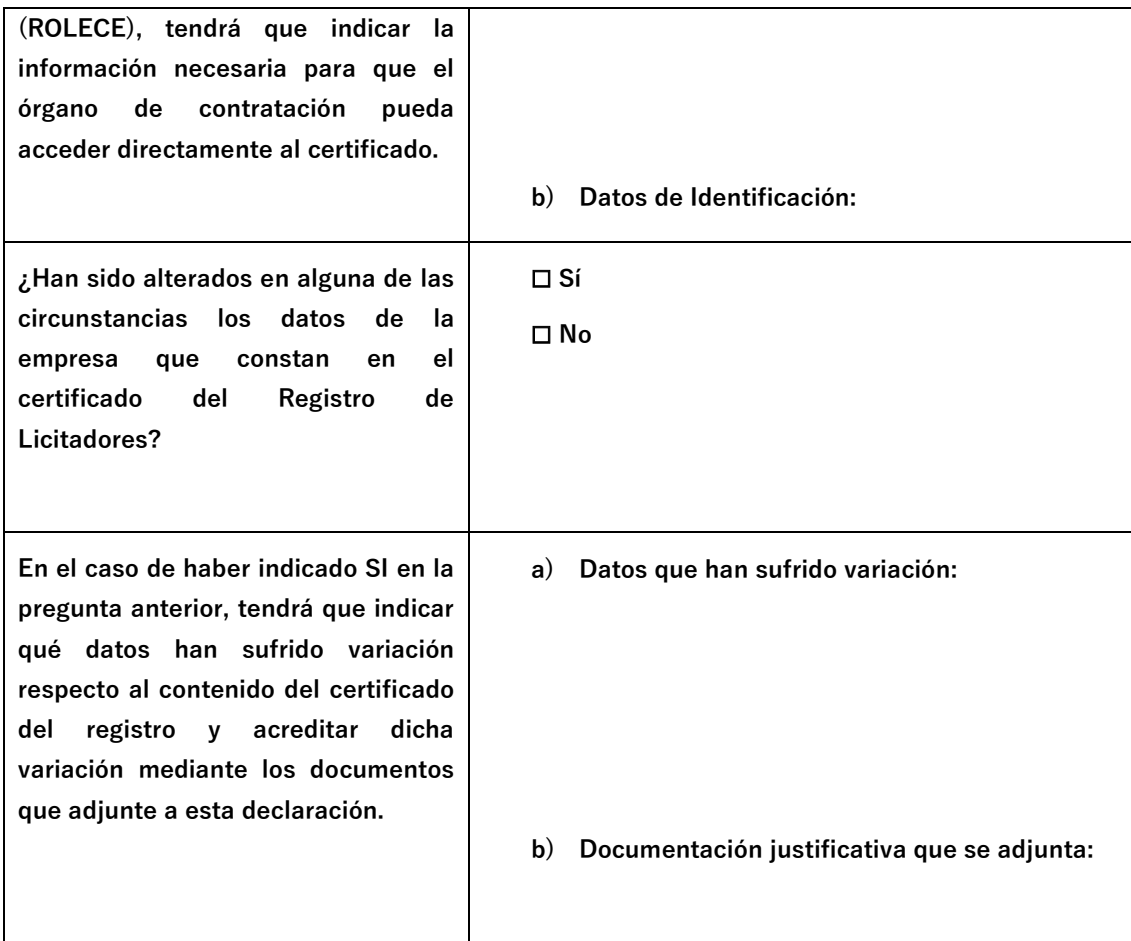 (ROLECE), tendrá que indicar la
información necesaria para que el
órgano de contratación pueda
acceder directamente al certificado.
b) Datos de Identificación:
¿Han sido alterados en alguna de las
circunstancias los datos de la
empresa que constan en el
certificado del Registro de
Licitadores?
☐ Sí
☐ No
En el caso de haber indicado SI en la
pregunta anterior, tendrá que indicar
qué datos han sufrido variación
respecto al contenido del certificado
del registro y acreditar dicha
variación mediante los documentos
que adjunte a esta declaración.
a) Datos que han sufrido variación:
b) Documentación justificativa que se adjunta: